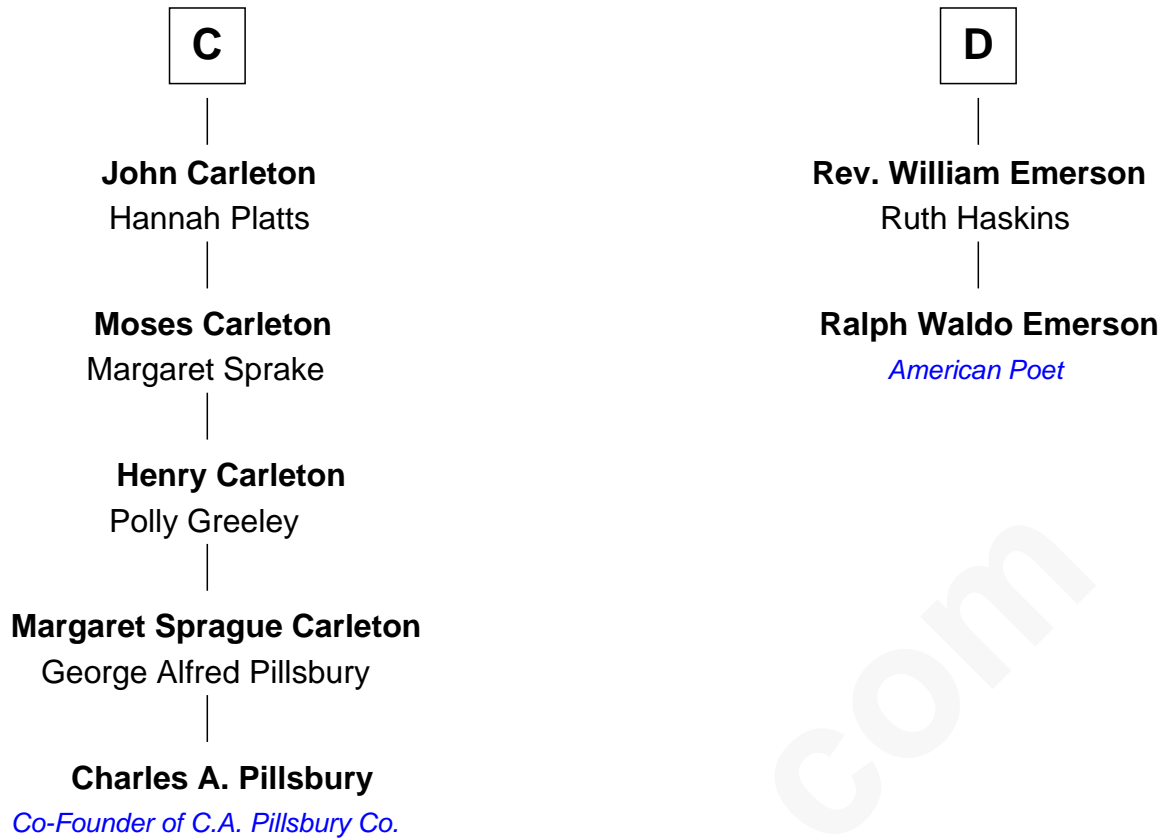 C
John Carleton
Hannah Platts
Moses Carleton
Margaret Sprake
Henry Carleton
Polly Greeley
Margaret Sprague Carleton
George Alfred Pillsbury
Charles A. Pillsbury
Co-Founder of C.A. Pillsbury Co.
D
Rev. William Emerson
Ruth Haskins
Ralph Waldo Emerson
American Poet
com